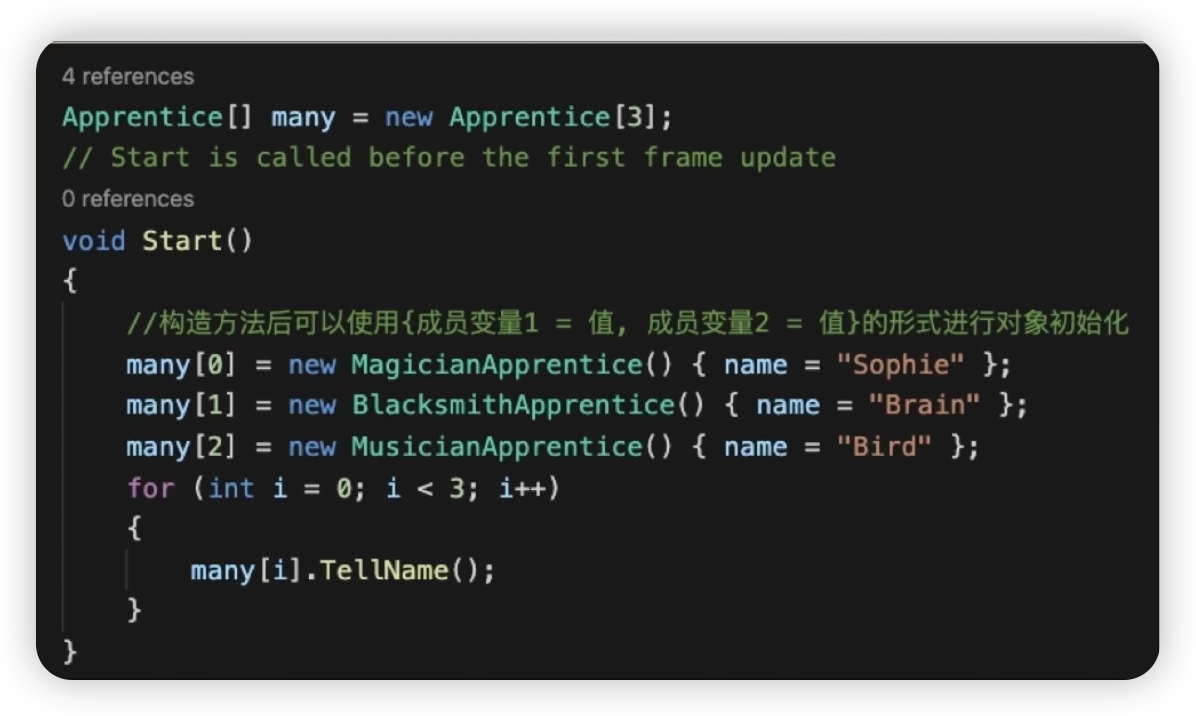 4 references
Apprentice[] many = new Apprentice[3];
// Start is called before the first frame update
0 references
void Start()
{
//构造方法后可以使用{成员变量1 = 值, 成员变量2 = 值}的形式进行对象初始化
many[0] = new MagicianApprentice() { name = "Sophie" };
many[1] = new BlacksmithApprentice() { name = "Brain" };
many[2] = new MusicianApprentice() { name = "Bird" };
for (int i = 0; i < 3; i++)
{
many[i].TellName();
}
}